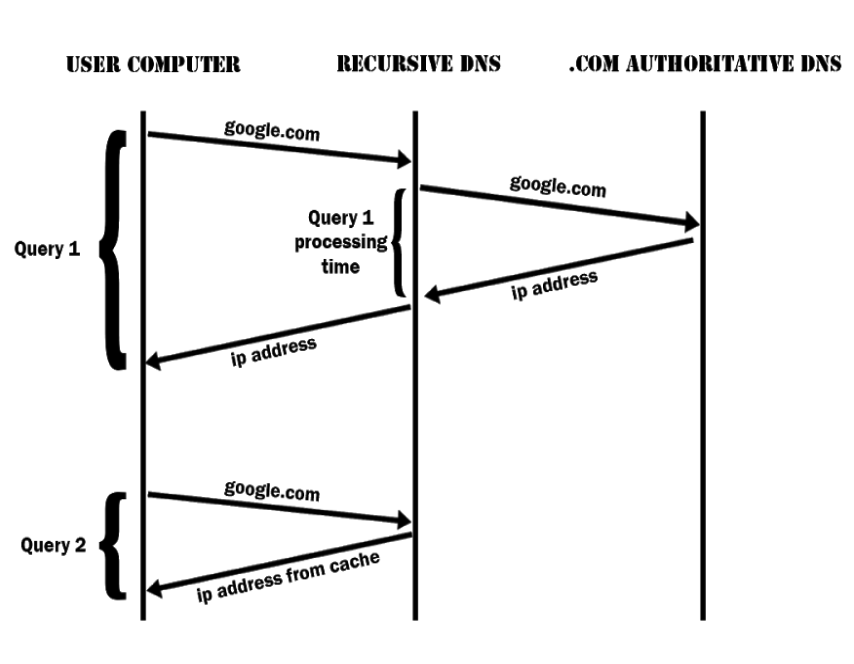 USER COMPUTER
RECURSIVE DNS
.COM AUTHORITATIVE DNS
google.com
google.com
Query 1
Query 1
processing
time
ip address
ip address
google.com
Query 2
ip address from cache